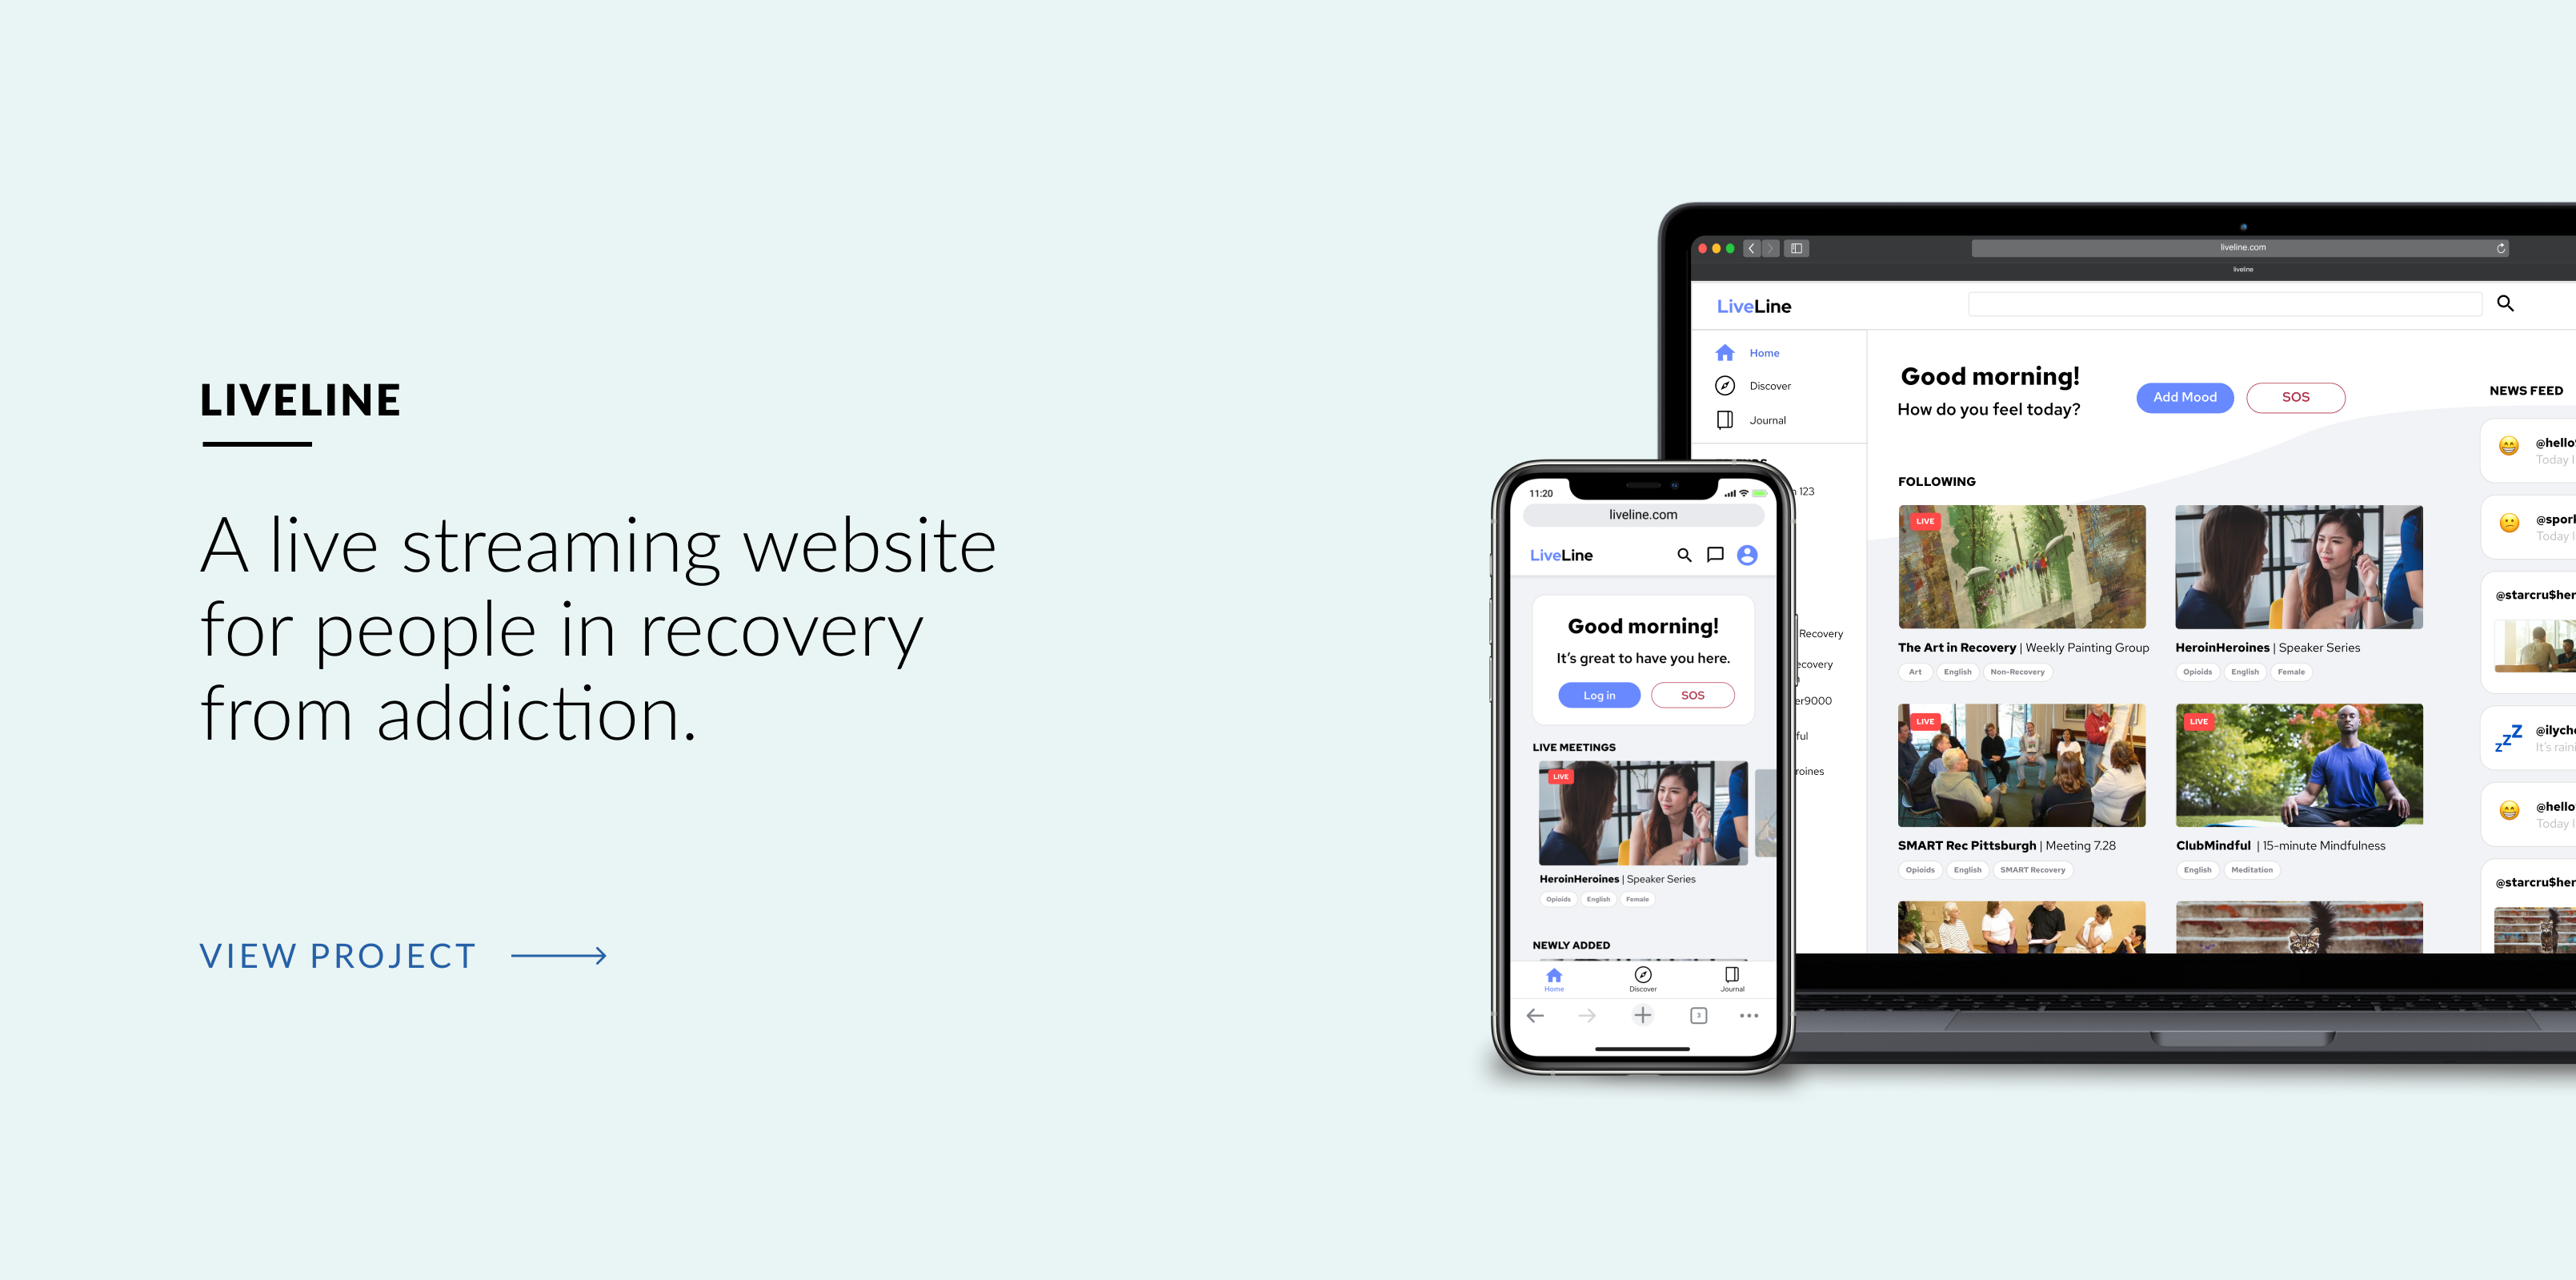 LIVELINE
A live streaming website
for people in recovery
from addiction.
VIEW PROJECT
liveline.com
liveline
LiveLine
Home
Discover
Journal
123
Recovery
ful
Good morning!
How do you feel today?
Add Mood
SOS
FOLLOWING
LIVE
The Art in Recovery | Weekly Painting Group
Art English Non-Recovery
HeroinHeroines | Speaker Series
Opioids English Female
LIVE
LIVE
SMART Rec Pittsburgh | Meeting 7.28
Opioids English SMART Recovery
ClubMindful | 15-minute Mindfulness
English Meditation
NEWS FEED
@hello
Today I
Today I
@starcru$her
zzZ
@ilych
It's rain
@hello
Today I
@starcru$her
11:20
liveline.com
LiveLine
Good morning!
It's great to have you here.
Log in SOS
LIVE MEETINGS
LIVE
HeroinHeroines | Speaker Series
Opioids English Female
NEWLY ADDED
Home Discover Journal
3